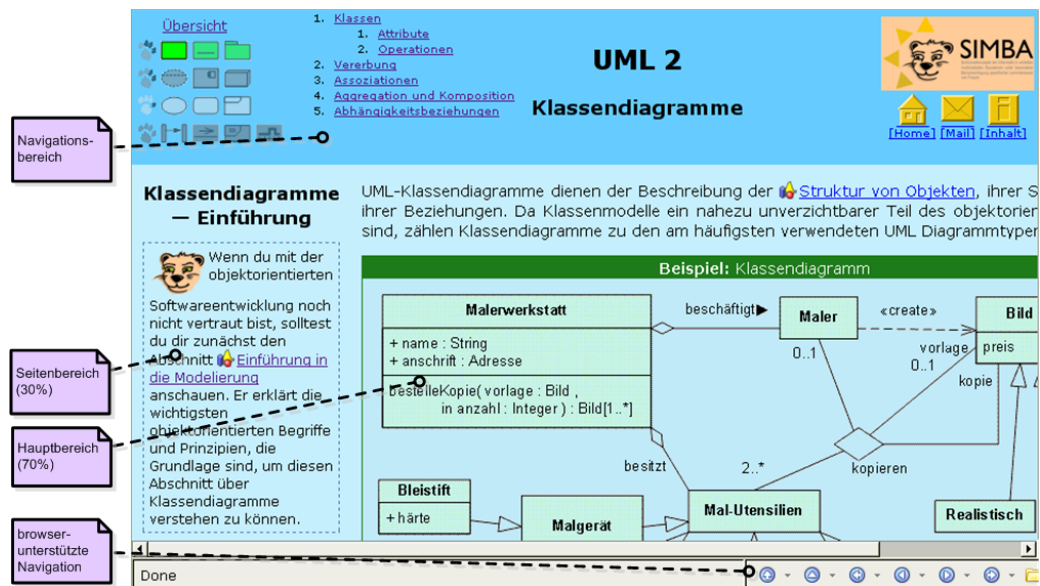 Übersicht
1. Klassen
1. Attribute
2. Operationen
2. Vererbung
3. Assoziationen
4. Aggregation und Komposition
5. Abhängigkeitsbeziehungen
UML 2
Klassendiagramme
SIMBA
[Home] [Mail] [Inhalt]
Navigations-
bereich
Klassendiagramme
— Einführung
Wenn du mit der
objektorientierten
Softwareentwicklung noch
nicht vertraut bist, solltest
du dir zunächst den
Abschnitt Einführung in
die Modelierung
anschauen. Er erklärt die
wichtigsten
objektorientierten Begriffe
und Prinzipien, die
Grundlage sind, um diesen
Abschnitt über
Klassendiagramme
verstehen zu können.
UML-Klassendiagramme dienen der Beschreibung der Struktur von Objekten, ihrer S
ihrer Beziehungen. Da Klassenmodelle ein nahezu unverzichtbarer Teil des objektorier
sind, zählen Klassendiagramme zu den am häufigsten verwendeten UML Diagrammtyper
Beispiel: Klassendiagramm
Malerwerkstatt
+ name : String
+ anschrift : Adresse
bestelleKopie( vorlage : Bild ,
in anzahl : Integer ) : Bild[1..*]
beschäftigt▶
Maler
«create»
Bild
preis
0..1
vorlage
0..1
kopie
besitzt
2..*
kopieren
Bleistift
+ härte
Malgerät
Mal-Utensilien
Realistisch
Seitenbereich
(30%)
Hauptbereich
(70%)
browser-
unterstützte
Navigation
Done